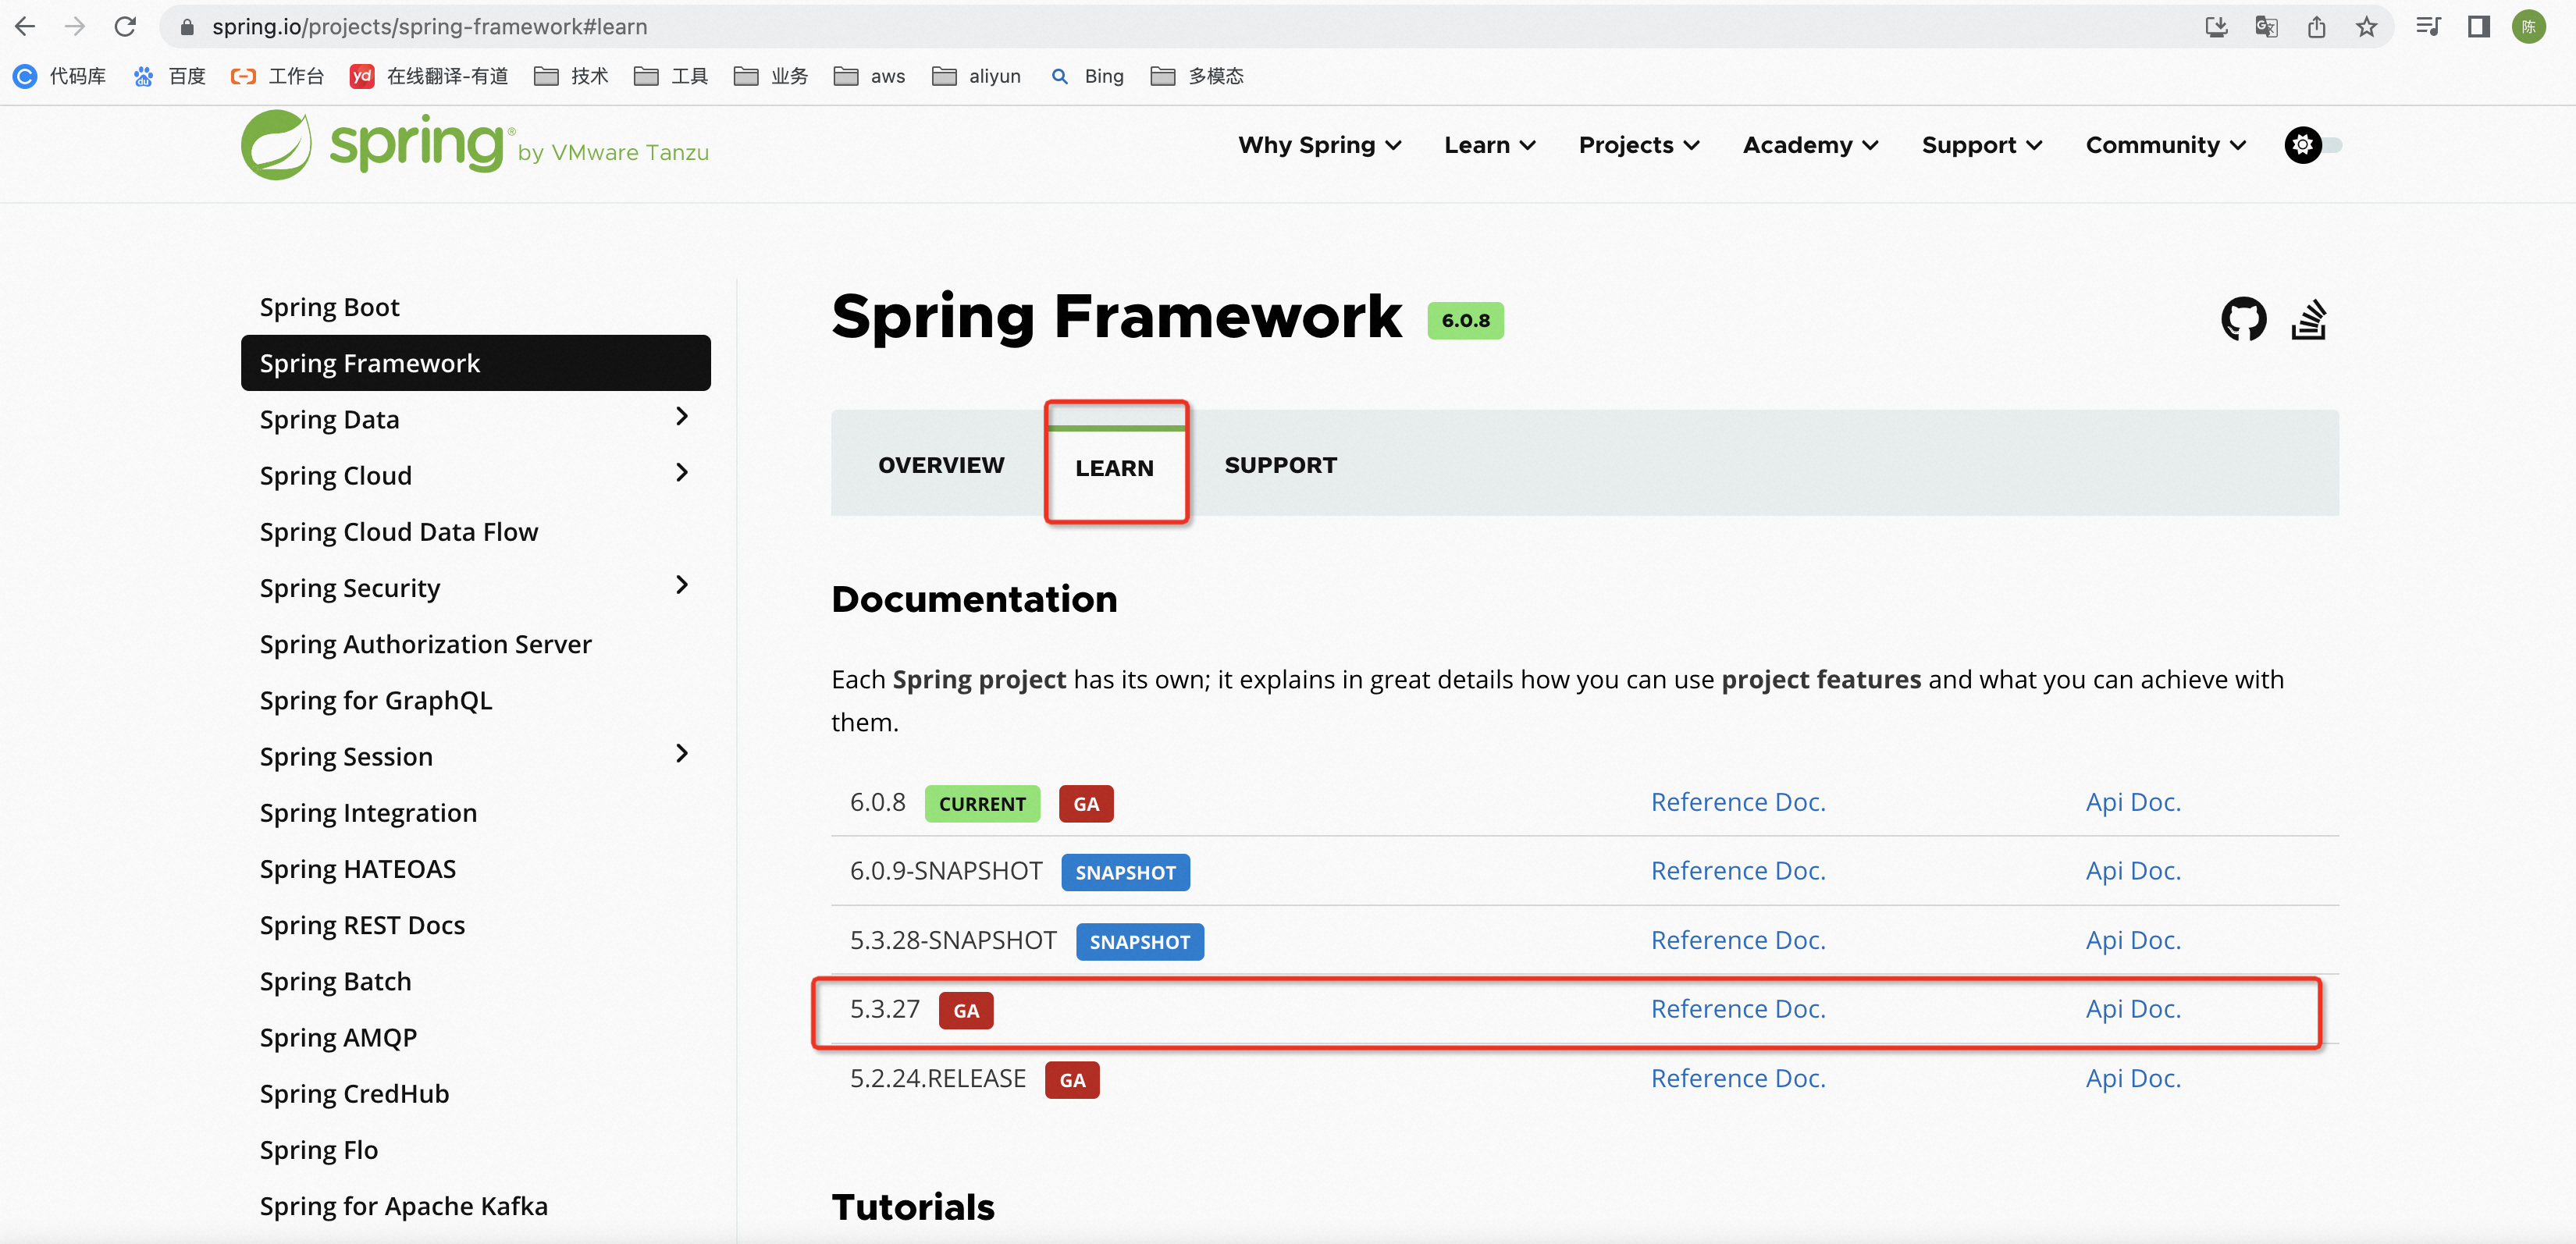 spring.io/projects/spring-framework#learn
陈
代码库 百度 工作台 yd 在线翻译-有道 技术 工具 业务 aws aliyun Bing 多模态
spring® by VMware Tanzu
Why Spring Learn Projects Academy Support Community
Spring Boot
Spring Framework
Spring Data
Spring Cloud
Spring Cloud Data Flow
Spring Security
Spring Authorization Server
Spring for GraphQL
Spring Session
Spring Integration
Spring HATEOAS
Spring REST Docs
Spring Batch
Spring AMQP
Spring CredHub
Spring Flo
Spring for Apache Kafka
Spring Framework 6.0.8
OVERVIEW LEARN SUPPORT
Documentation
Each Spring project has its own; it explains in great details how you can use project features and what you can achieve with
them.
6.0.8 CURRENT GA Reference Doc. Api Doc.
6.0.9-SNAPSHOT SNAPSHOT Reference Doc. Api Doc.
5.3.28-SNAPSHOT SNAPSHOT Reference Doc. Api Doc.
5.3.27 GA Reference Doc. Api Doc.
5.2.24.RELEASE GA Reference Doc. Api Doc.
Tutorials